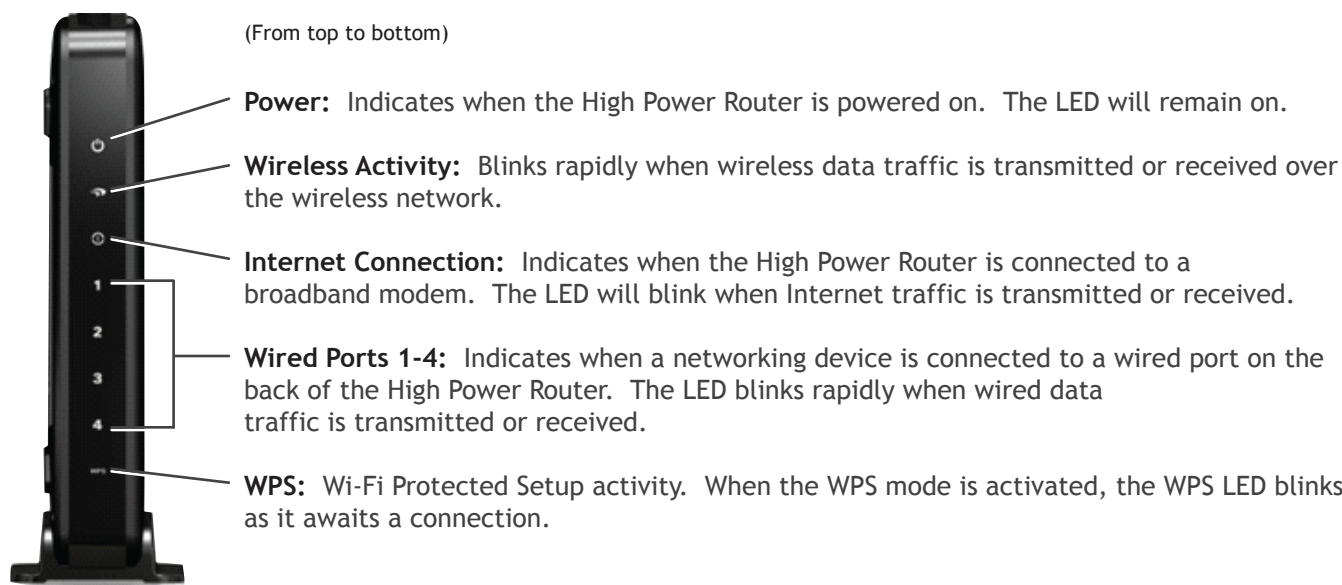 (From top to bottom)
Power: Indicates when the High Power Router is powered on. The LED will remain on.
Wireless Activity: Blinks rapidly when wireless data traffic is transmitted or received over
the wireless network.
Internet Connection: Indicates when the High Power Router is connected to a
broadband modem. The LED will blink when Internet traffic is transmitted or received.
1
2
3
4
Wired Ports 1-4: Indicates when a networking device is connected to a wired port on the
back of the High Power Router. The LED blinks rapidly when wired data
traffic is transmitted or received.
WPS
WPS: Wi-Fi Protected Setup activity. When the WPS mode is activated, the WPS LED blinks
as it awaits a connection.